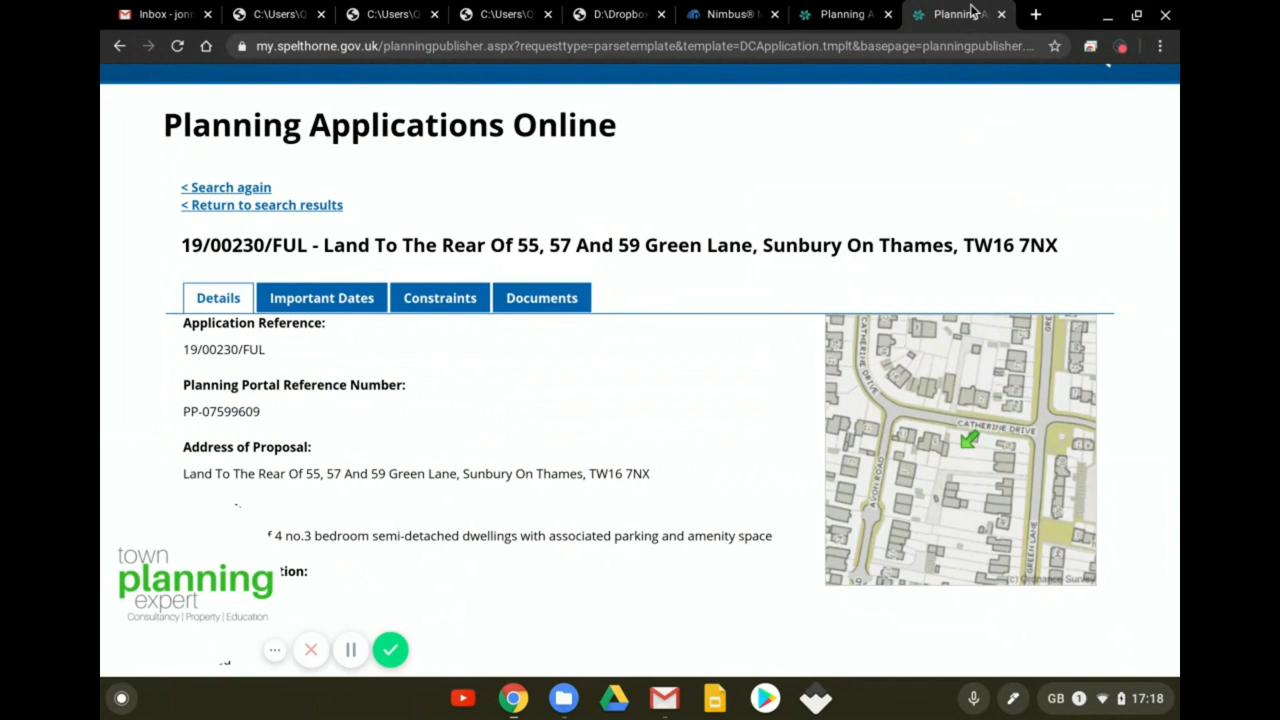 Inbox - jonn
C:\Users\Q
C:\Users\Q
C:\Users\Q
D:\Dropbo
Nimbus®
Planning A
Planning A
my.spelthorne.gov.uk/planningpublisher.aspx?requesttype=parsetemplate&template=DCApplication.tmplt&basepage=planningpublisher....
Planning Applications Online
< Search again
< Return to search results
19/00230/FUL - Land To The Rear Of 55, 57 And 59 Green Lane, Sunbury On Thames, TW16 7NX
Details
Important Dates
Constraints
Documents
Application Reference:
19/00230/FUL
Planning Portal Reference Number:
PP-07599609
Address of Proposal:
Land To The Rear Of 55, 57 And 59 Green Lane, Sunbury On Thames, TW16 7NX
4 no.3 bedroom semi-detached dwellings with associated parking and amenity space
tion:
CATHERINE DRIVE
GRE
CATHERINE DRIVE
AVON ROAD
GREEN LANE
(c) Ordnance Survey
town
planning
expert
Consultancy | Property | Education
GB 1 17:18